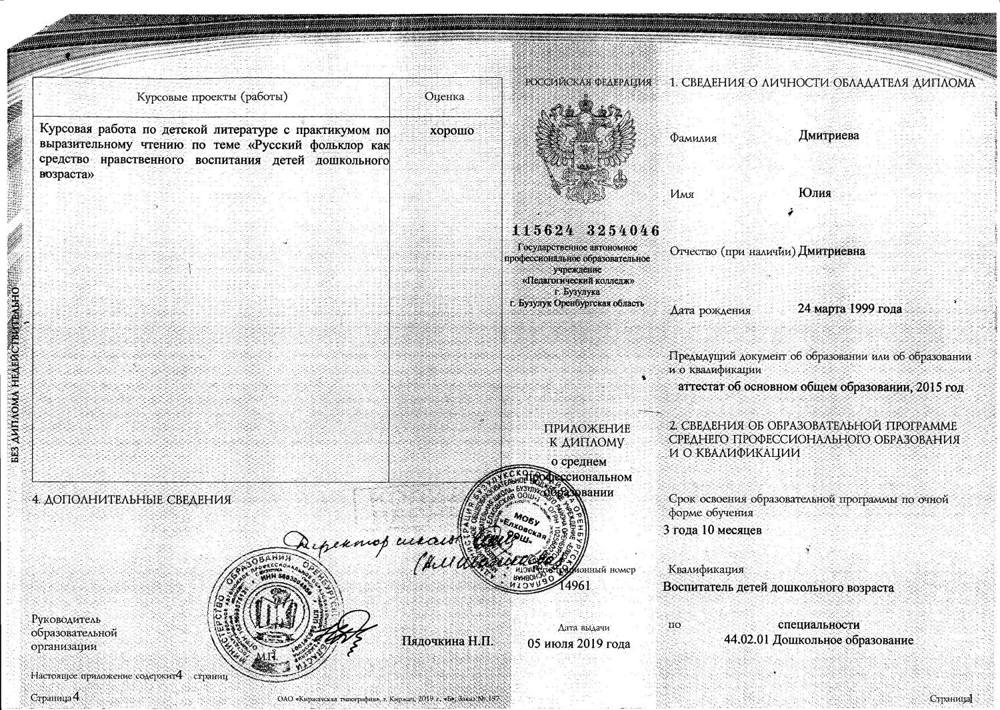 БЕЗ ДИПЛОМА НЕДЕЙСТВИТЕЛЬНО
Курсовые проекты (работы)
Оценка
Курсовая работа по детской литературе с практикумом по
выразительному чтению по теме «Русский фольклор как
средство нравственного воспитания детей дошкольного
возраста»
хорошо
4. ДОПОЛНИТЕЛЬНЫЕ СВЕДЕНИЯ
Директор школы
МОБУ
«Елховская
ООШ»
Руководитель
образовательной
организации
М.П.
Пядочкина Н.П.
Настоящее приложение содержит 4 страниц
Страница 4
ОАО «Киржачская типография», г. Киржач, 2019 г., «Б», Заказ № 197
РОССИЙСКАЯ ФЕДЕРАЦИЯ
115624 3254046
Государственное автономное
профессиональное образовательное
учреждение
«Педагогический колледж»
г. Бузулука
г. Бузулук Оренбургская область
ПРИЛОЖЕНИЕ
К ДИПЛОМУ
о среднем
профессиональном
образовании
Регистрационный номер
14961
Дата выдачи
05 июля 2019 года
1. СВЕДЕНИЯ О ЛИЧНОСТИ ОБЛАДАТЕЛЯ ДИПЛОМА
Фамилия Дмитриева
Имя Юлия
Отчество (при наличии) Дмитриевна
Дата рождения 24 марта 1999 года
Предыдущий документ об образовании или об образовании
и о квалификации
аттестат об основном общем образовании, 2015 год
2. СВЕДЕНИЯ ОБ ОБРАЗОВАТЕЛЬНОЙ ПРОГРАММЕ
СРЕДНЕГО ПРОФЕССИОНАЛЬНОГО ОБРАЗОВАНИЯ
И О КВАЛИФИКАЦИИ
Срок освоения образовательной программы по очной
форме обучения
3 года 10 месяцев
Квалификация
Воспитатель детей дошкольного возраста
по специальности
44.02.01 Дошкольное образование
Страница 1